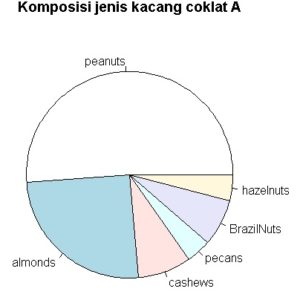 Komposisi jenis kacang coklat A
peanuts
hazelnuts
BrazilNuts
pecans
cashews
almonds